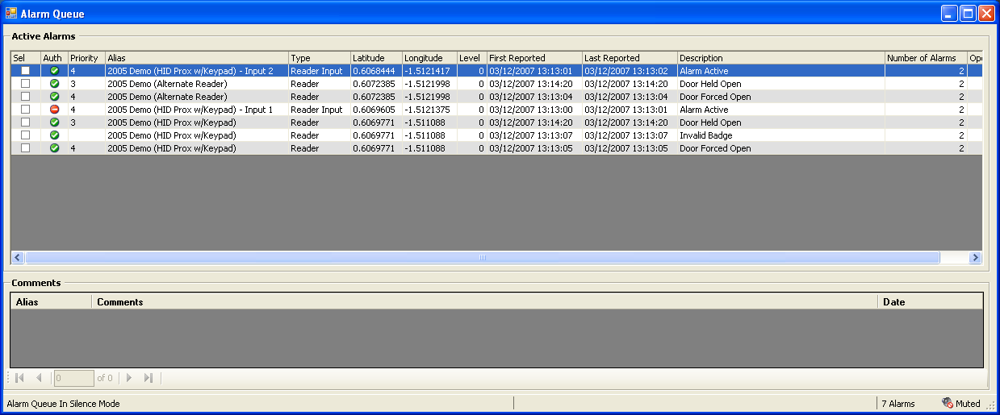 Alarm Queue
Active Alarms
Sel Auth Priority Alias Type Latitude Longitude Level First Reported Last Reported Description Number of Alarms Ope
4 2005 Demo (HID Prox w/Keypad) - Input 2 Reader Input 0.6068444 -1.5121417 0 03/12/2007 13:13:01 03/12/2007 13:13:02 Alarm Active 2
3 2005 Demo (Alternate Reader) Reader 0.6072385 -1.5121998 0 03/12/2007 13:14:20 03/12/2007 13:14:20 Door Held Open 2
4 2005 Demo (Alternate Reader) Reader 0.6072385 -1.5121998 0 03/12/2007 13:13:04 03/12/2007 13:13:04 Door Forced Open 2
4 2005 Demo (HID Prox w/Keypad) - Input 1 Reader Input 0.6069605 -1.5121375 0 03/12/2007 13:13:00 03/12/2007 13:13:01 Alarm Active 2
3 2005 Demo (HID Prox w/Keypad) Reader 0.6069771 -1.511088 0 03/12/2007 13:14:20 03/12/2007 13:14:20 Door Held Open 2
2005 Demo (HID Prox w/Keypad) Reader 0.6069771 -1.511088 0 03/12/2007 13:13:07 03/12/2007 13:13:07 Invalid Badge 2
4 2005 Demo (HID Prox w/Keypad) Reader 0.6069771 -1.511088 0 03/12/2007 13:13:05 03/12/2007 13:13:05 Door Forced Open 2
Comments
Alias Comments Date
0 of 0
Alarm Queue In Silence Mode 7 Alarms Muted